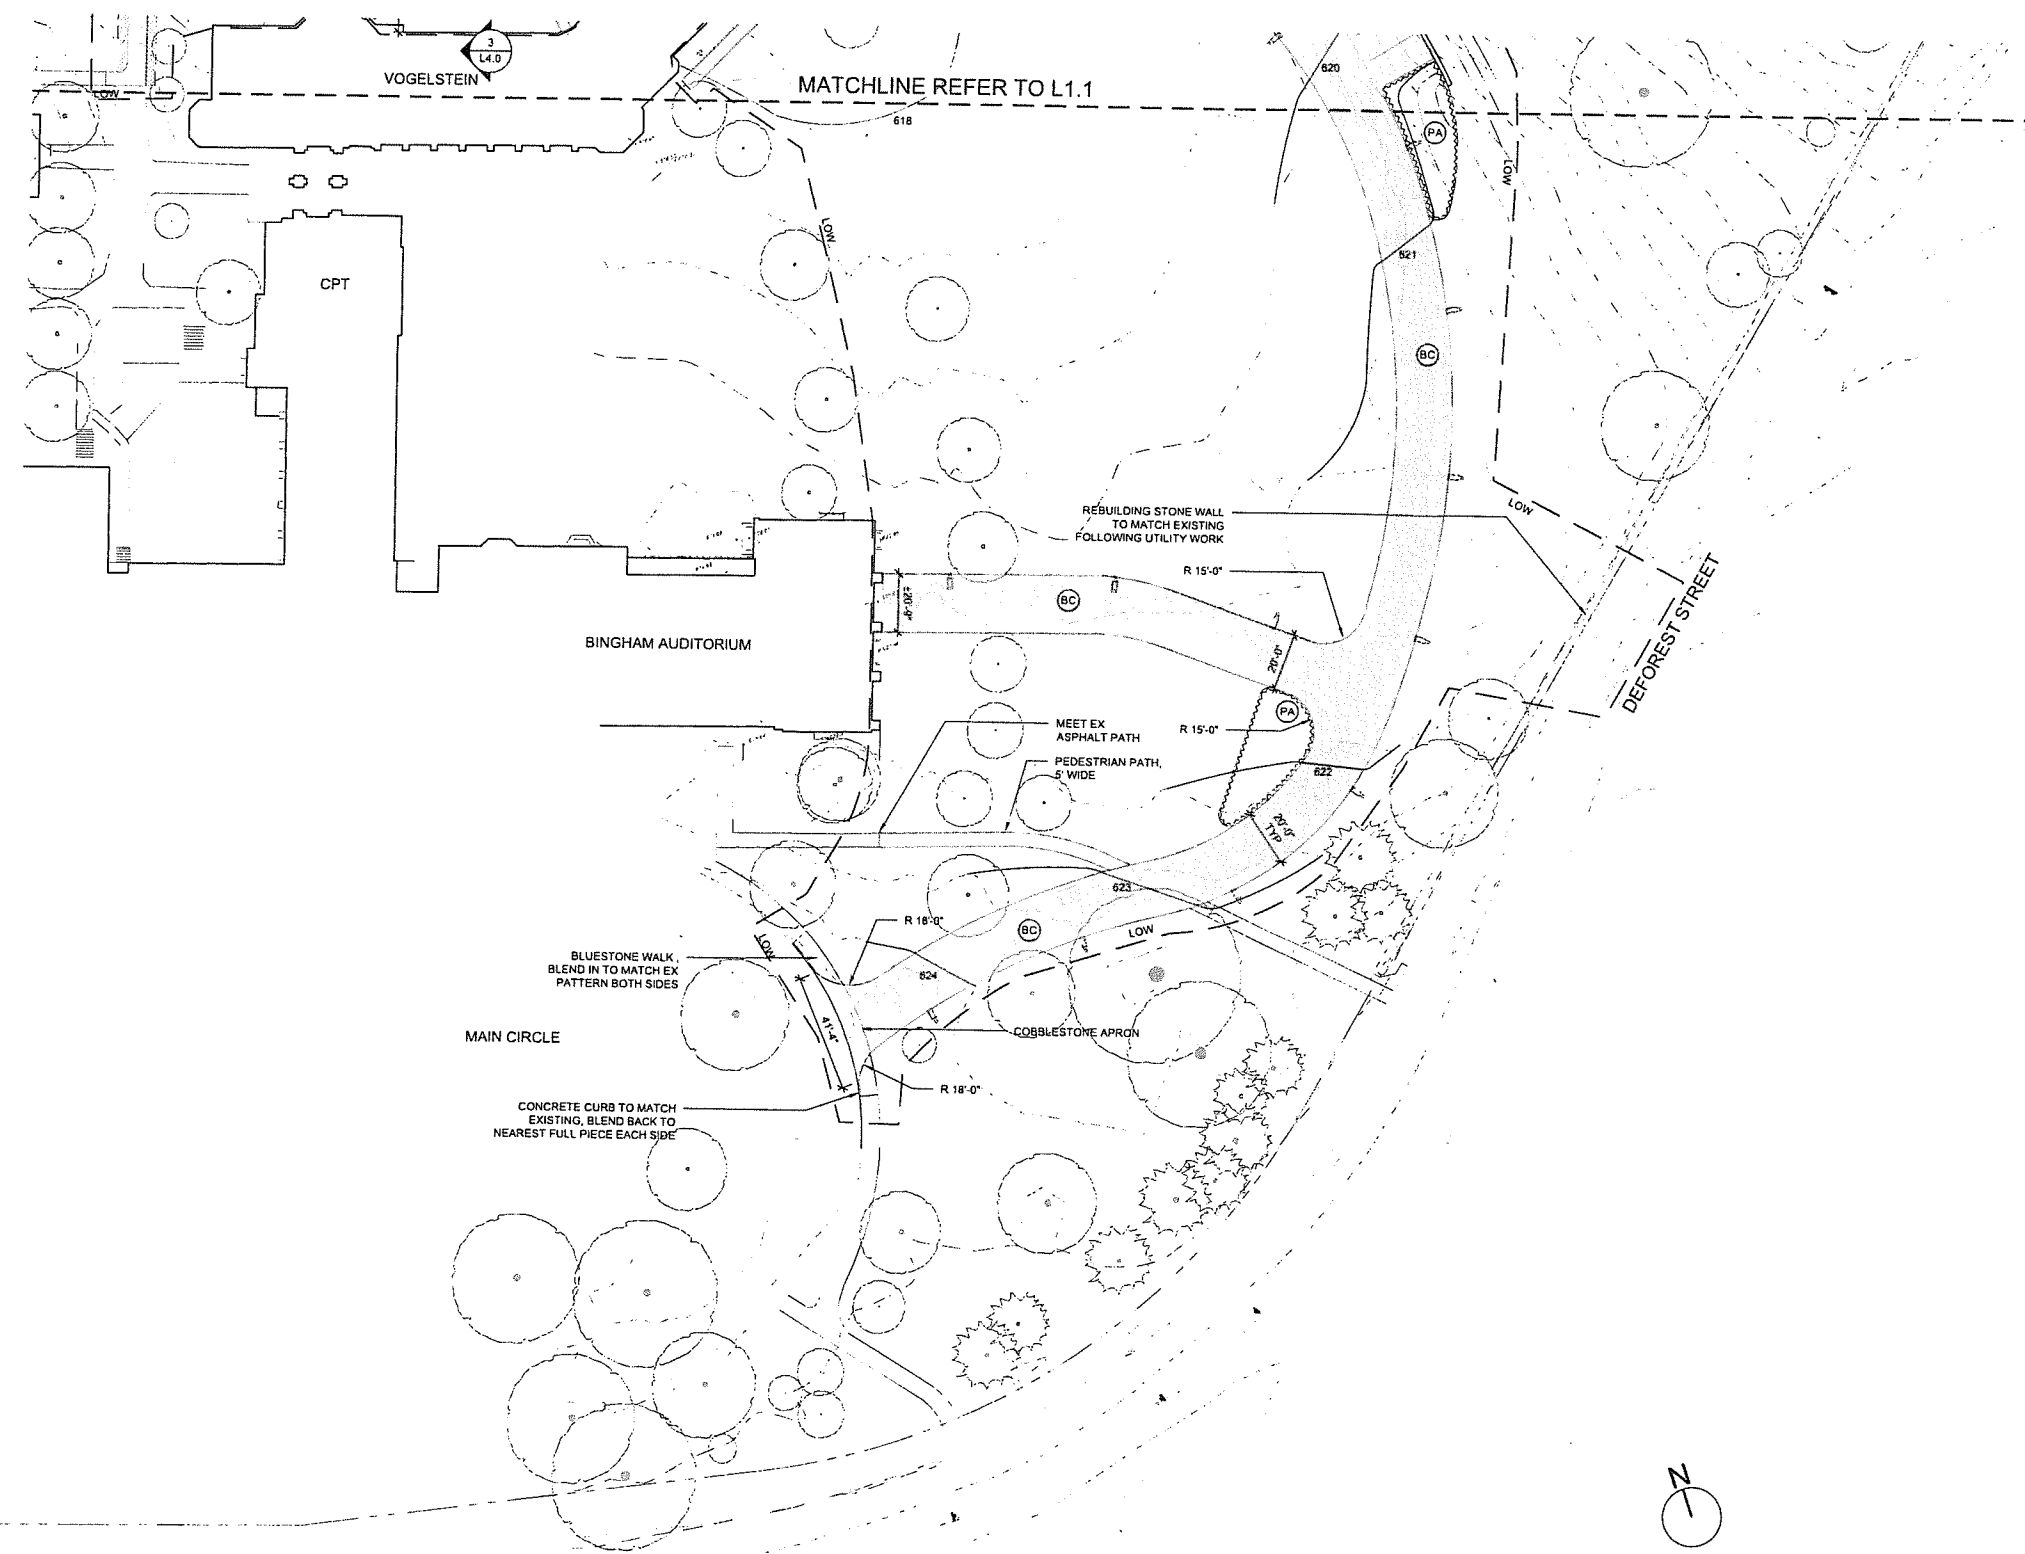 3
L4.0
VOGELSTEIN
MATCHLINE REFER TO L1.1
620
LOW
618
PA
LOW
LOW
621
CPT
BC
REBUILDING STONE WALL
TO MATCH EXISTING
FOLLOWING UTILITY WORK
LOW
R 15'-0"
DEFOREST STREET
BC
±20'-9"
BINGHAM AUDITORIUM
20'-0"
PA
R 15'-0"
MEET EX
ASPHALT PATH
PEDESTRIAN PATH,
5' WIDE
622
20'-0"
TYP
623
R 18'-0"
BC
LOW
LOW
BLUESTONE WALK,
BLEND IN TO MATCH EX
PATTERN BOTH SIDES
624
41'-4"
MAIN CIRCLE
COBBLESTONE APRON
R 18'-0"
CONCRETE CURB TO MATCH
EXISTING, BLEND BACK TO
NEAREST FULL PIECE EACH SIDE
N